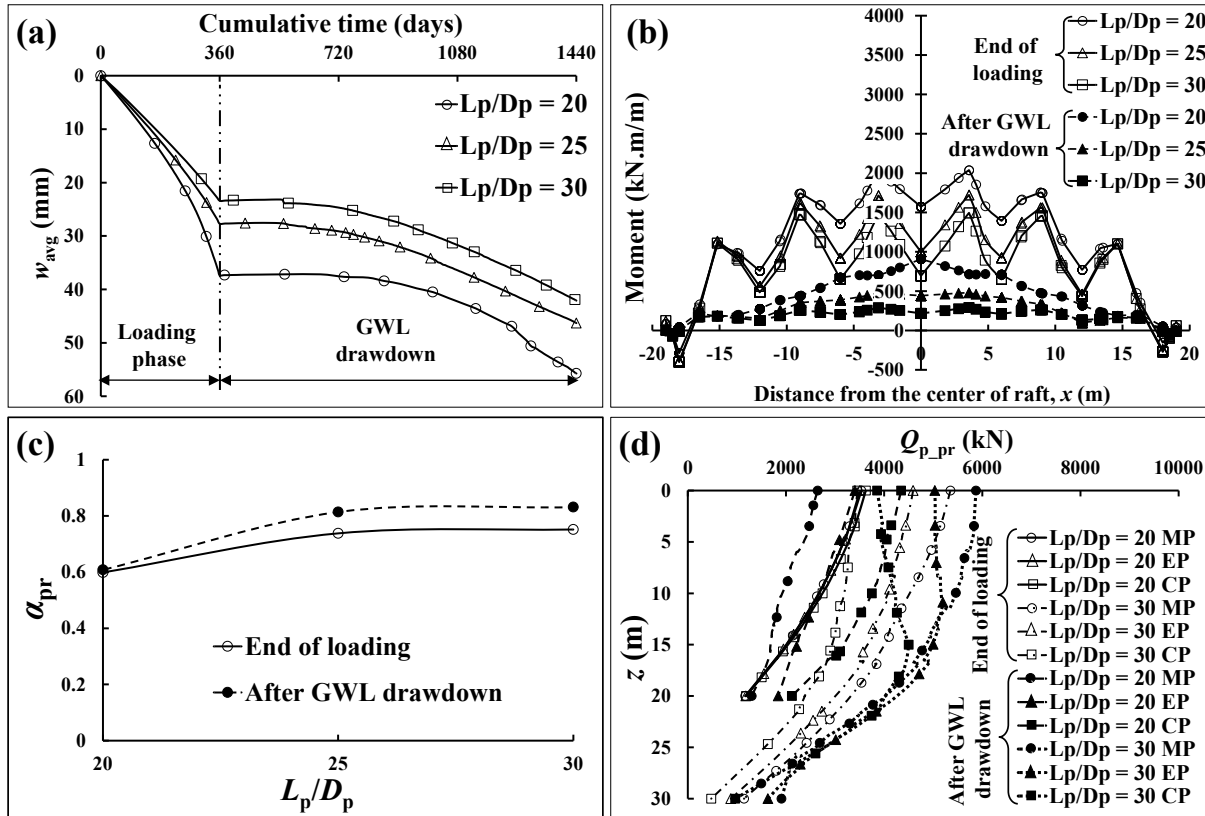 (a)
Cumulative time (days)
0 360 720 1080 1440
0
10
20
30
40
50
60
w_avg (mm)
Lp/Dp = 20
Lp/Dp = 25
Lp/Dp = 30
Loading
phase
GWL
drawdown
(b)
4000
3500
3000
2500
2000
1500
1000
500
0
-500
Moment (kN.m/m)
End of
loading
Lp/Dp = 20
Lp/Dp = 25
Lp/Dp = 30
After GWL
drawdown
Lp/Dp = 20
Lp/Dp = 25
Lp/Dp = 30
-20 -15 -10 -5 0 5 10 15 20
Distance from the center of raft, x (m)
(c)
1
0.8
0.6
0.4
0.2
0
α_pr
End of loading
After GWL drawdown
20 25 30
L_p/D_p
(d)
Q_p_pr (kN)
0 2000 4000 6000 8000 10000
0
5
10
15
20
25
30
z (m)
End of loading
Lp/Dp = 20 MP
Lp/Dp = 20 EP
Lp/Dp = 20 CP
Lp/Dp = 30 MP
Lp/Dp = 30 EP
Lp/Dp = 30 CP
After GWL
drawdown
Lp/Dp = 20 MP
Lp/Dp = 20 EP
Lp/Dp = 20 CP
Lp/Dp = 30 MP
Lp/Dp = 30 EP
Lp/Dp = 30 CP